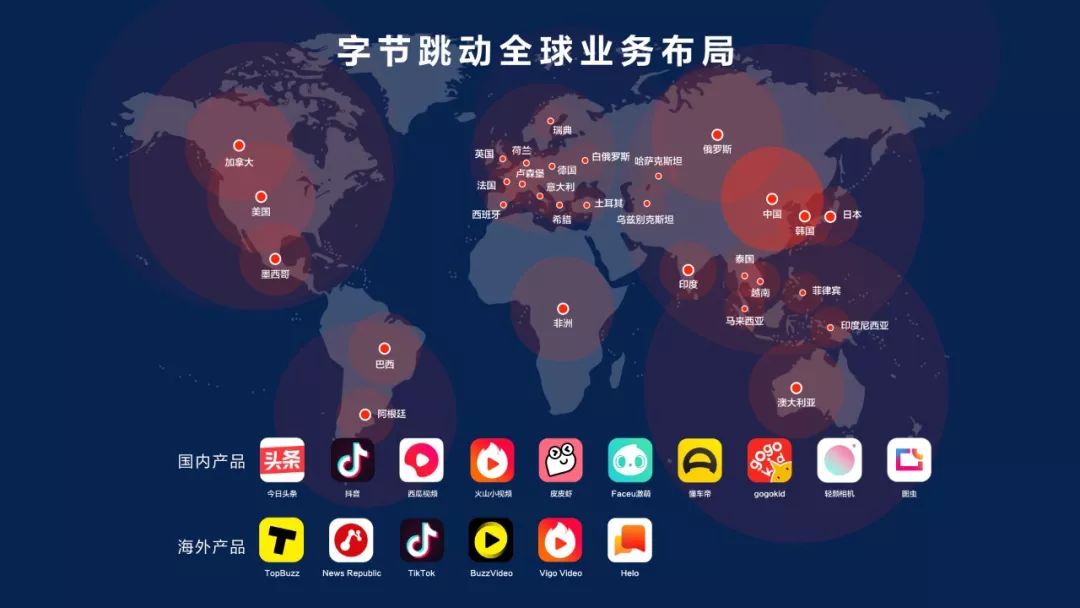 字节跳动全球业务布局
瑞典
英国
荷兰
白俄罗斯
哈萨克斯坦
俄罗斯
加拿大
卢森堡
德国
法国
意大利
美国
西班牙
希腊
土耳其
乌兹别克斯坦
中国
韩国
日本
墨西哥
印度
泰国
越南
菲律宾
非洲
马来西亚
印度尼西亚
巴西
阿根廷
澳大利亚
国内产品
头条
gogo
kid
今日头条 抖音 西瓜视频 火山小视频 皮皮虾 Faceu激萌 懂车帝 gogokid 轻颜相机 图虫
海外产品
TopBuzz News Republic TikTok BuzzVideo Vigo Video Helo